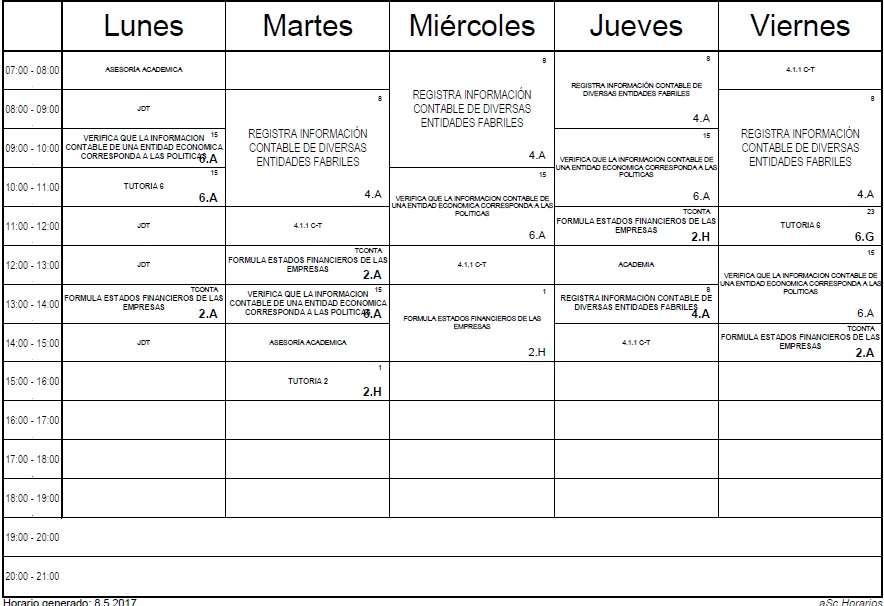 Lunes Martes Miércoles Jueves Viernes
07:00 - 08:00
ASESORÍA ACADEMICA
8
REGISTRA INFORMACIÓN
CONTABLE DE DIVERSAS
ENTIDADES FABRILES
4.A
8
REGISTRA INFORMACIÓN CONTABLE DE
DIVERSAS ENTIDADES FABRILES
4.A
4.1.1 C-T
08:00 - 09:00
JDT
8
REGISTRA INFORMACIÓN
CONTABLE DE DIVERSAS
ENTIDADES FABRILES
4.A
8
REGISTRA INFORMACIÓN
CONTABLE DE DIVERSAS
ENTIDADES FABRILES
4.A
09:00 - 10:00
15
VERIFICA QUE LA INFORMACION
CONTABLE DE UNA ENTIDAD ECONOMICA
CORRESPONDA A LAS POLITICAS
6.A
15
VERIFICA QUE LA INFORMACION CONTABLE DE
UNA ENTIDAD ECONOMICA CORRESPONDA A LAS
POLITICAS
6.A
10:00 - 11:00
15
TUTORIA 6
6.A
15
VERIFICA QUE LA INFORMACION CONTABLE DE
UNA ENTIDAD ECONOMICA CORRESPONDA A LAS
POLITICAS
6.A
11:00 - 12:00
JDT
4.1.1 C-T
TCONTA
FORMULA ESTADOS FINANCIEROS DE LAS
EMPRESAS
2.H
23
TUTORIA 6
6.G
12:00 - 13:00
JDT
TCONTA
FORMULA ESTADOS FINANCIEROS DE LAS
EMPRESAS
2.A
4.1.1 C-T
ACADEMIA
15
VERIFICA QUE LA INFORMACION CONTABLE DE
UNA ENTIDAD ECONOMICA CORRESPONDA A LAS
POLITICAS
6.A
13:00 - 14:00
TCONTA
FORMULA ESTADOS FINANCIEROS DE LAS
EMPRESAS
2.A
15
VERIFICA QUE LA INFORMACION
CONTABLE DE UNA ENTIDAD ECONOMICA
CORRESPONDA A LAS POLITICAS
6.A
1
FORMULA ESTADOS FINANCIEROS DE LAS
EMPRESAS
2.H
8
REGISTRA INFORMACIÓN CONTABLE DE
DIVERSAS ENTIDADES FABRILES
4.A
14:00 - 15:00
JDT
ASESORÍA ACADEMICA
4.1.1 C-T
TCONTA
FORMULA ESTADOS FINANCIEROS DE LAS
EMPRESAS
2.A
15:00 - 16:00
1
TUTORIA 2
2.H
16:00 - 17:00
17:00 - 18:00
18:00 - 19:00
19:00 - 20:00
20:00 - 21:00
Horario generado: 8.5.2017
aSc Horarios